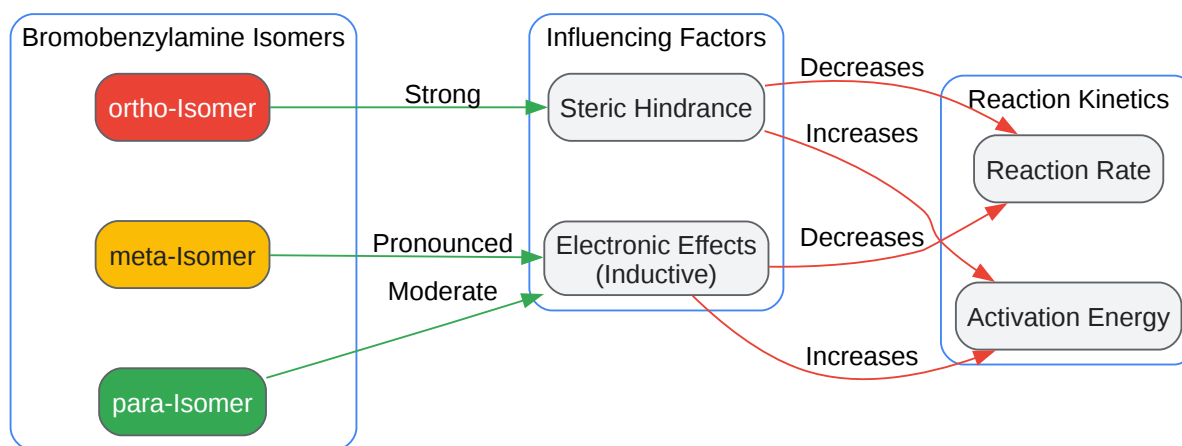 Bromobenzylamine Isomers
ortho-Isomer
meta-Isomer
para-Isomer
Strong
Pronounced
Moderate
Influencing Factors
Steric Hindrance
Electronic Effects
(Inductive)
Decreases
Increases
Decreases
Increases
Reaction Kinetics
Reaction Rate
Activation Energy